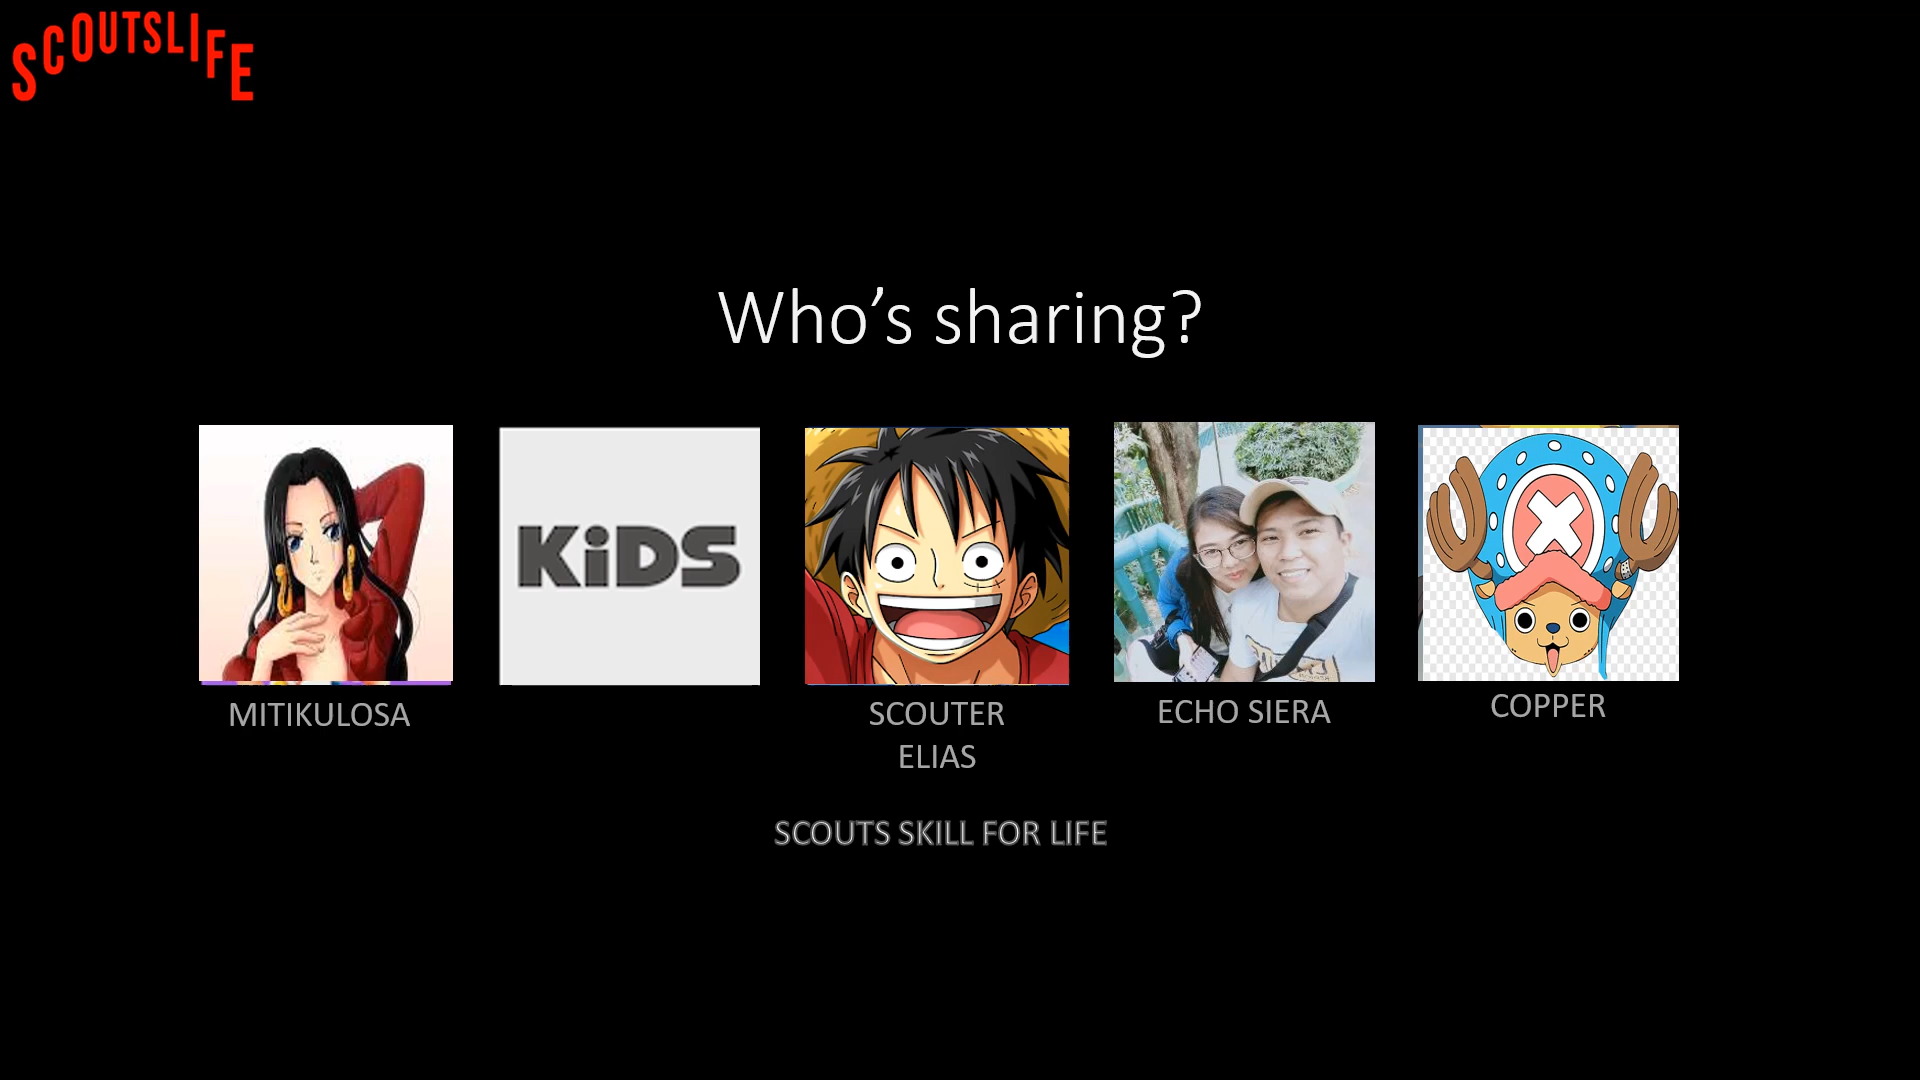 SCOUTSLIFE
Who’s sharing?
KiDS
MITIKULOSA
SCOUTER
ELIAS
ECHO SIERA
COPPER
SCOUTS SKILL FOR LIFE